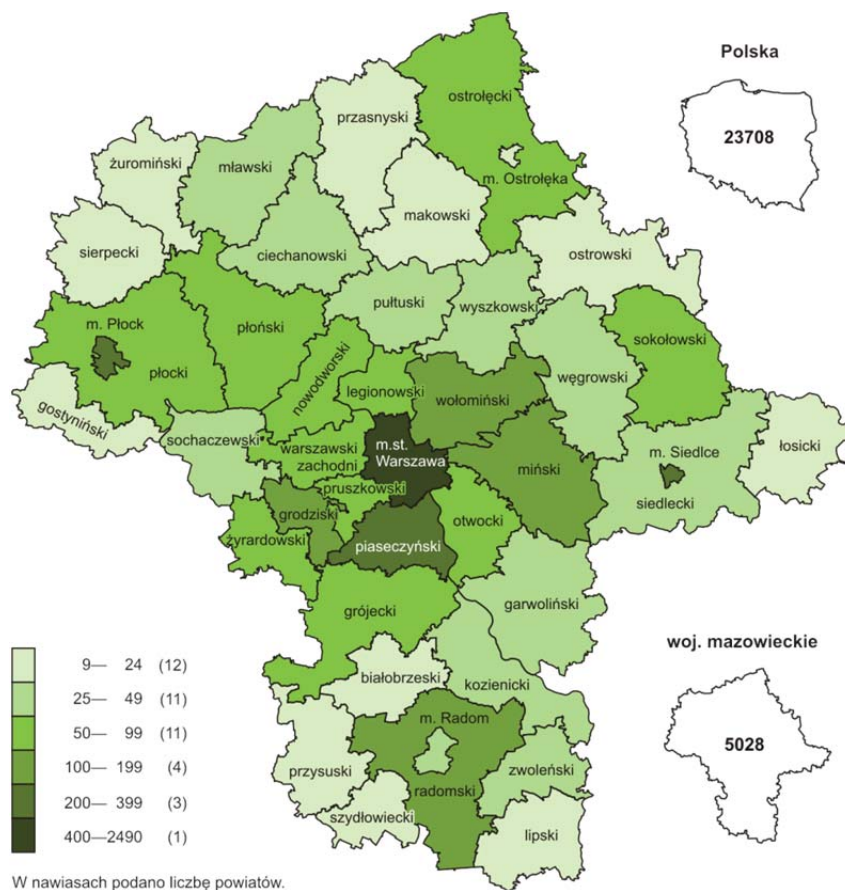 Polska
23708
ostrołęcki
przasnyski
żuromiński
mławski
m. Ostrołęka
makowski
sierpecki
ciechanowski
ostrowski
pułtuski
wyszkowski
m. Płock
płoński
sokołowski
płocki
nowodworski
legionowski
węgrowski
wołomiński
gostyniński
sochaczewski
warszawski
zachodni
m.st.
Warszawa
m. Siedlce
łosicki
miński
pruszkowski
siedlecki
grodziski
otwocki
żyrardowski
piaseczyński
garwoliński
grójecki
woj. mazowieckie
5028
białobrzeski
kozienicki
m. Radom
przysuski
zwoleński
radomski
szydłowiecki
lipski
9— 24 (12)
25— 49 (11)
50— 99 (11)
100— 199 (4)
200— 399 (3)
400—2490 (1)
W nawiasach podano liczbę powiatów.